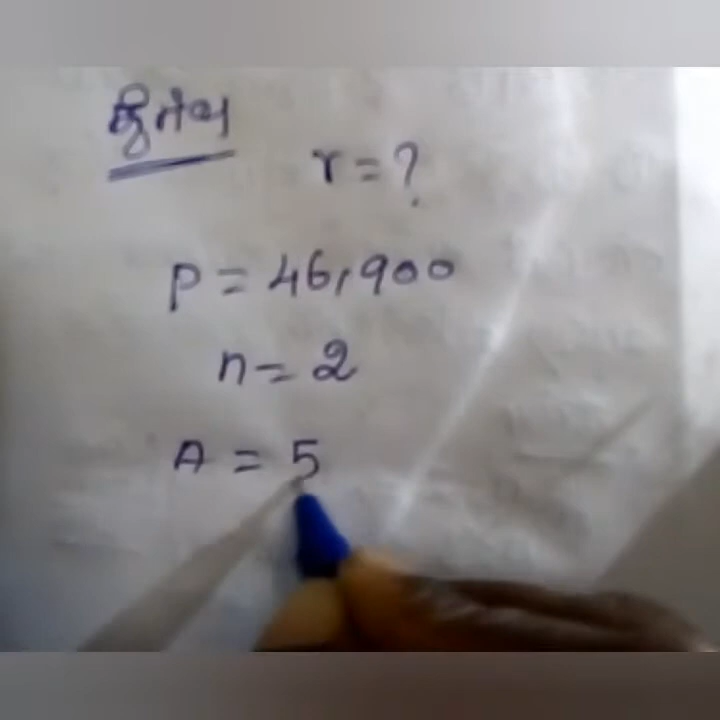 r = ?
P = 46,900
n = 2
A = 5